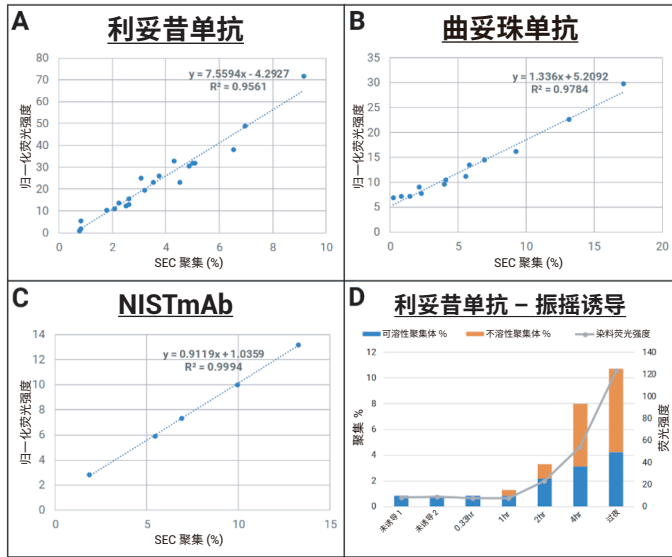 A
利妥昔单抗
80
70
60
50
40
30
20
10
0
归一化荧光强度
y = 7.5594x - 4.2927
R² = 0.9561
0 2 4 6 8 10
SEC 聚集 (%)
B
曲妥珠单抗
35
30
25
20
15
10
5
0
归一化荧光强度
y = 1.336x + 5.2092
R² = 0.9784
0 5 10 15 20
SEC 聚集 (%)
C
NISTmAb
14
12
10
8
6
4
2
0
归一化荧光强度
y = 0.9119x + 1.0359
R² = 0.9994
5 10 15
SEC 聚集 (%)
D
利妥昔单抗 – 振摇诱导
可溶性聚集体 % 不溶性聚集体 % 染料荧光强度
12
10
8
6
4
2
0
聚集 %
140
120
100
80
60
40
20
0
荧光强度
未诱导 1 未诱导 2 0.33hr 1hr 2hr 4hr 过夜